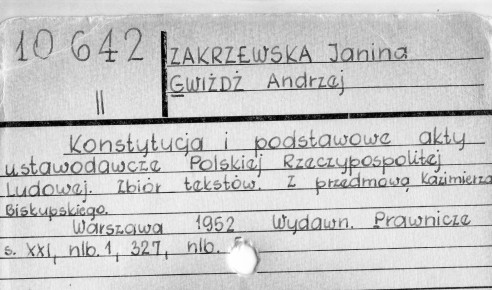 10 642
II
ZAKRZEWSKA Janina
GWIŻDŻ Andrzej
Konstytucja i podstawowe akty
ustawodawcze Polskiej Rzeczypospolitej
Ludowej. Zbiór tekstów. Z przedmową Kazimierza
Biskupskiego.
Warszawa 1952 Wydawn. Prawnicze
s. XXI, nlb. 1, 327, nlb.